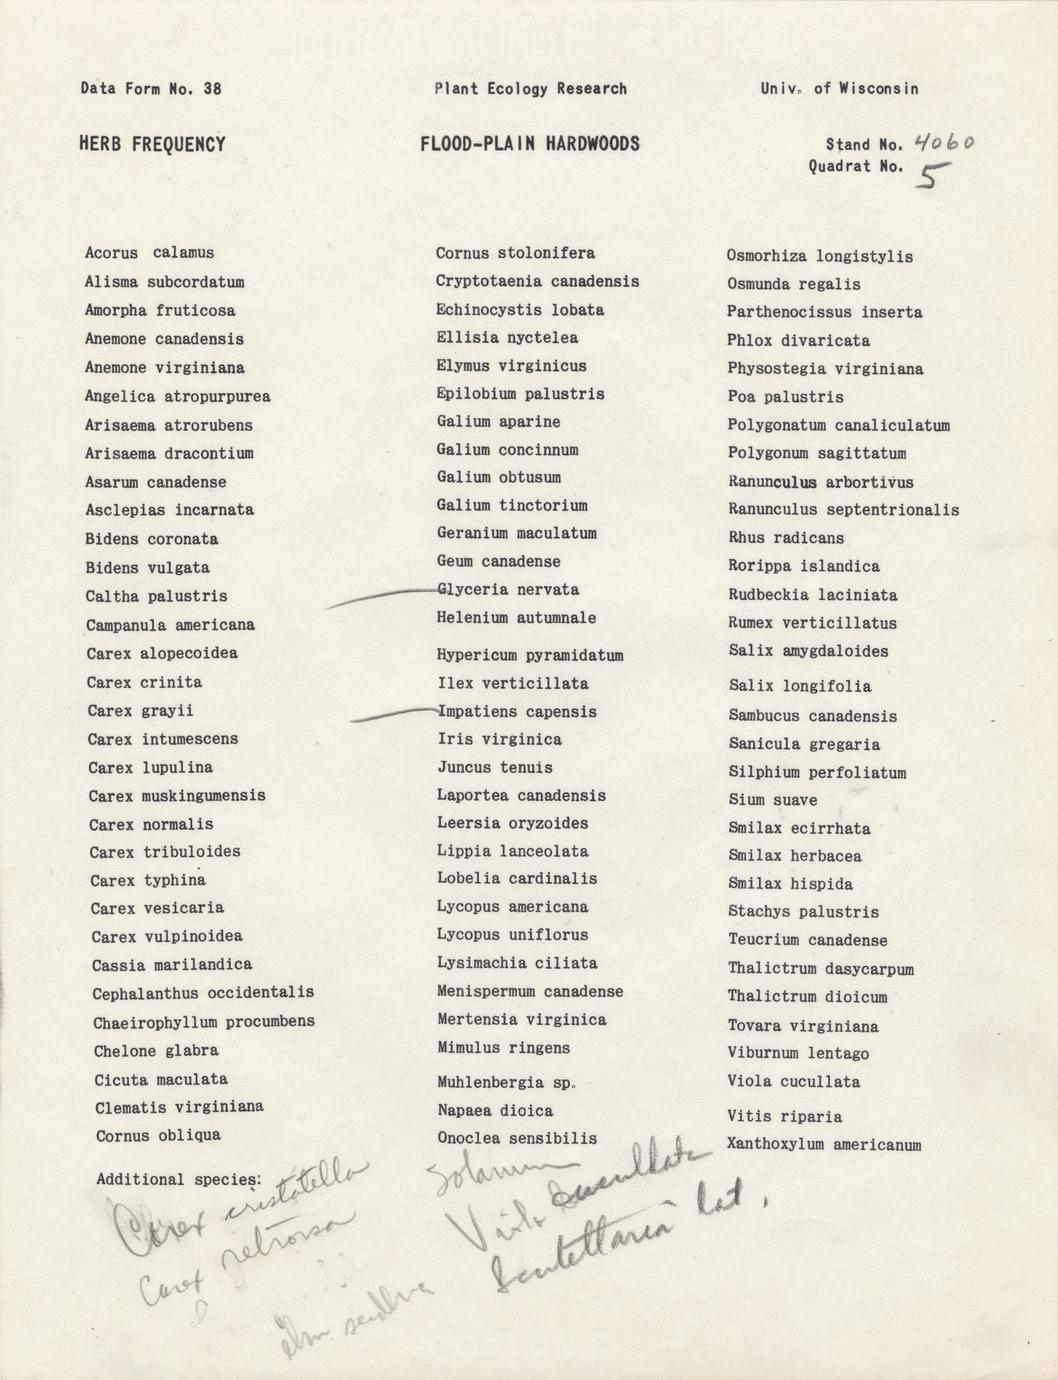 Data Form No. 38
Plant Ecology Research
Univ. of Wisconsin
HERB FREQUENCY
FLOOD-PLAIN HARDWOODS
Stand No. 4060
Quadrat No. 5
Acorus calamus
Alisma subcordatum
Amorpha fruticosa
Anemone canadensis
Anemone virginiana
Angelica atropurpurea
Arisaema atrorubens
Arisaema dracontium
Asarum canadense
Asclepias incarnata
Bidens coronata
Bidens vulgata
Caltha palustris
Campanula americana
Carex alopecoidea
Carex crinita
Carex grayii
Carex intumescens
Carex lupulina
Carex muskingumensis
Carex normalis
Carex tribuloides
Carex typhina
Carex vesicaria
Carex vulpinoidea
Cassia marilandica
Cephalanthus occidentalis
Chaeirophyllum procumbens
Chelone glabra
Cicuta maculata
Clematis virginiana
Cornus obliqua
Cornus stolonifera
Cryptotaenia canadensis
Echinocystis lobata
Ellisia nyctelea
Elymus virginicus
Epilobium palustris
Galium aparine
Galium concinnum
Galium obtusum
Galium tinctorium
Geranium maculatum
Geum canadense
Glyceria nervata
Helenium autumnale
Hypericum pyramidatum
Ilex verticillata
Impatiens capensis
Iris virginica
Juncus tenuis
Laportea canadensis
Leersia oryzoides
Lippia lanceolata
Lobelia cardinalis
Lycopus americana
Lycopus uniflorus
Lysimachia ciliata
Menispermum canadense
Mertensia virginica
Mimulus ringens
Muhlenbergia sp.
Napaea dioica
Onoclea sensibilis
Osmorhiza longistylis
Osmunda regalis
Parthenocissus inserta
Phlox divaricata
Physostegia virginiana
Poa palustris
Polygonatum canaliculatum
Polygonum sagittatum
Ranunculus arbortivus
Ranunculus septentrionalis
Rhus radicans
Rorippa islandica
Rudbeckia laciniata
Rumex verticillatus
Salix amygdaloides
Salix longifolia
Sambucus canadensis
Sanicula gregaria
Silphium perfoliatum
Sium suave
Smilax ecirrhata
Smilax herbacea
Smilax hispida
Stachys palustris
Teucrium canadense
Thalictrum dasycarpum
Thalictrum dioicum
Tovara virginiana
Viburnum lentago
Viola cucullata
Vitis riparia
Xanthoxylum americanum
Additional species:
Carex cristatella
Carex retrorsa
Elm
Solanum
Viola
Scutellaria lat.